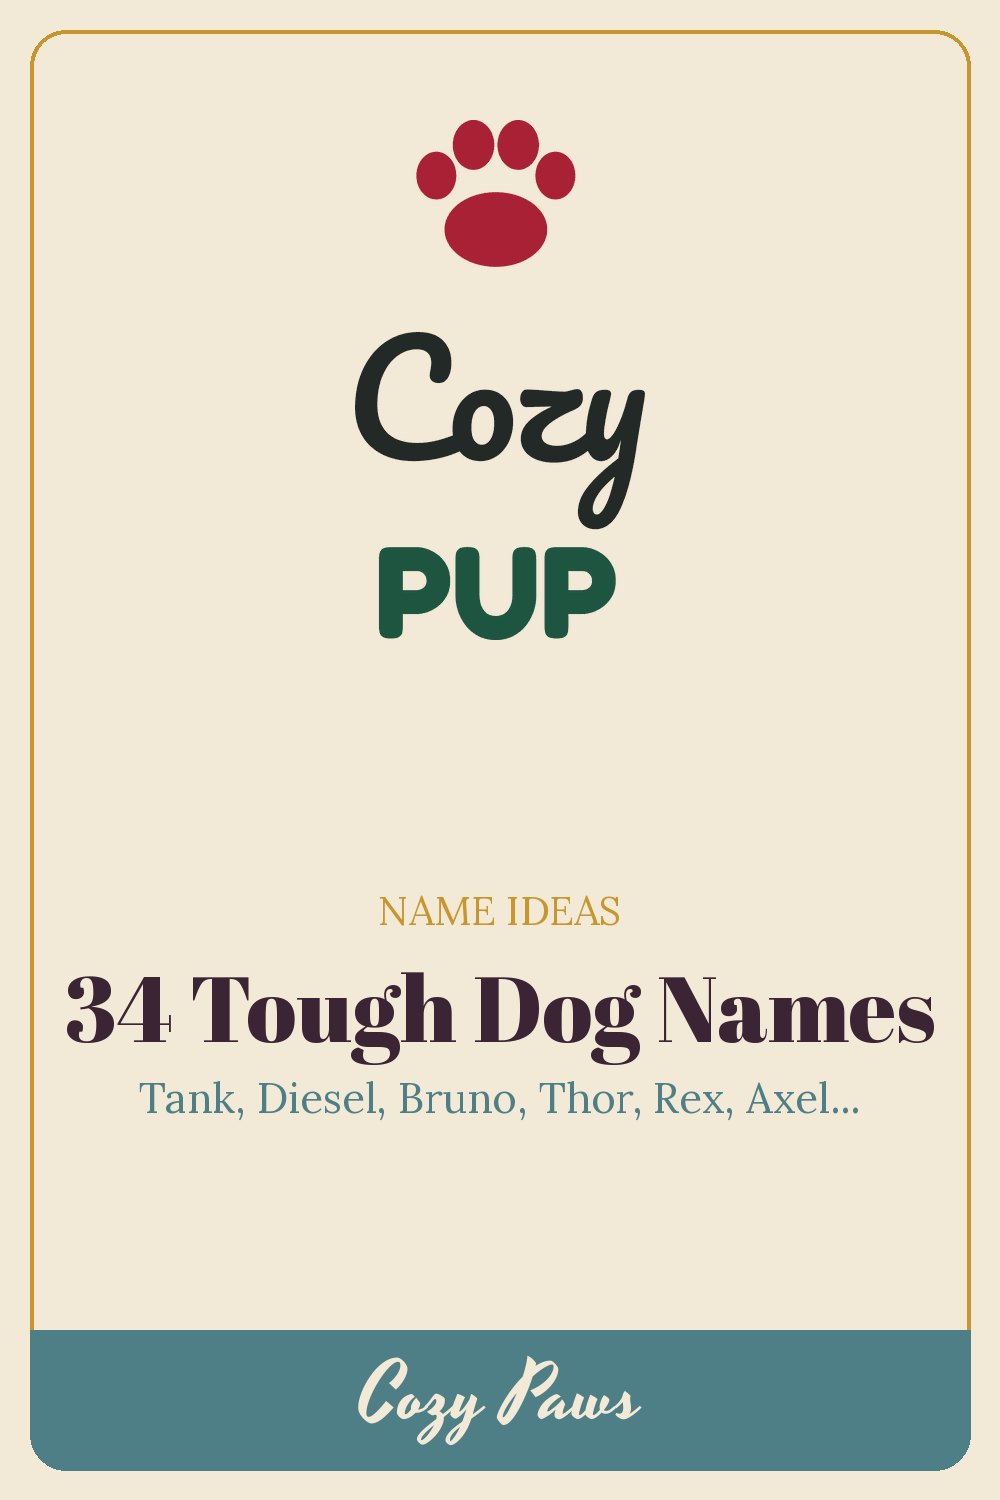 Cozy
PUP
NAME IDEAS
34 Tough Dog Names
Tank, Diesel, Bruno, Thor, Rex, Axel...
Cozy Paws